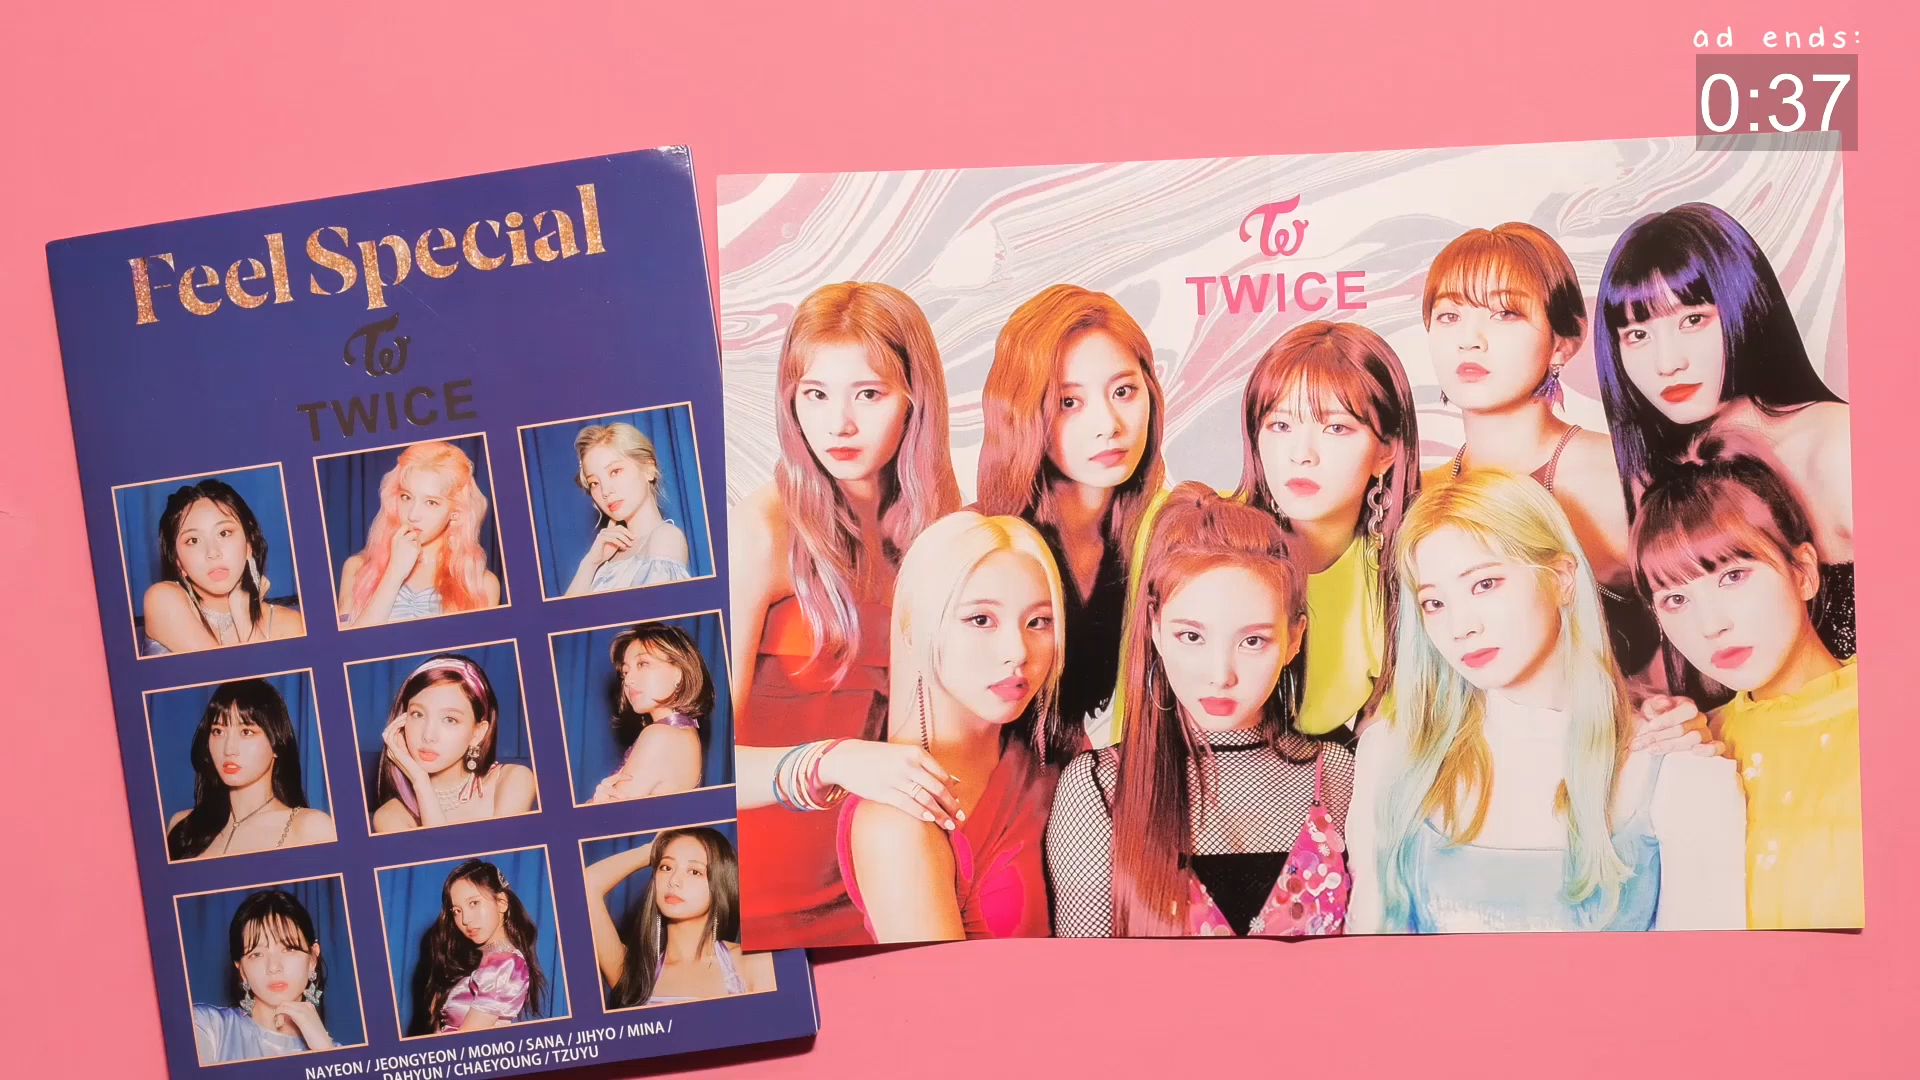 ad ends:
0:37
Feel Special
TWICE
NAYEON / JEONGYEON / MOMO / SANA / JIHYO / MINA /
DAHYUN / CHAEYOUNG / TZUYU
TWICE